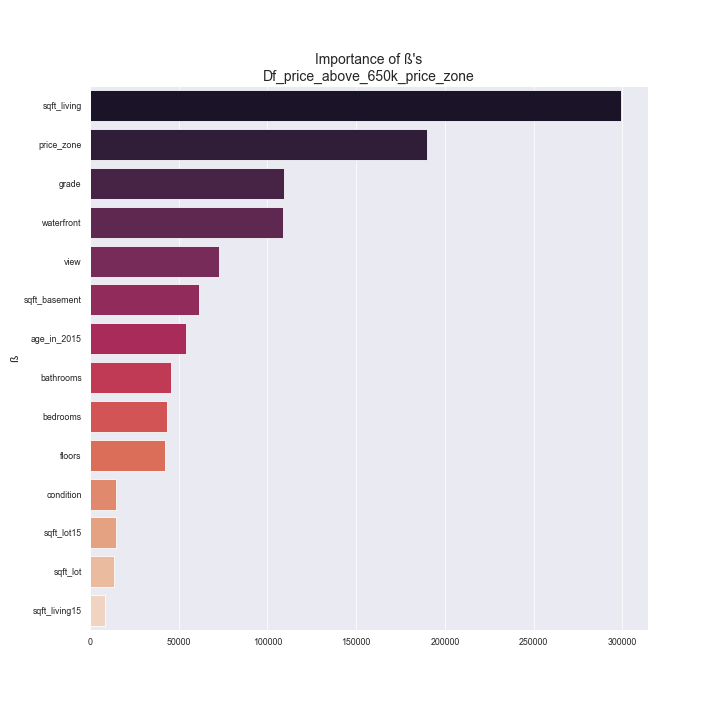 Importance of ß's
Df_price_above_650k_price_zone
sqft_living
price_zone
grade
waterfront
view
sqft_basement
age_in_2015
ß
bathrooms
bedrooms
floors
condition
sqft_lot15
sqft_lot
sqft_living15
0 50000 100000 150000 200000 250000 300000